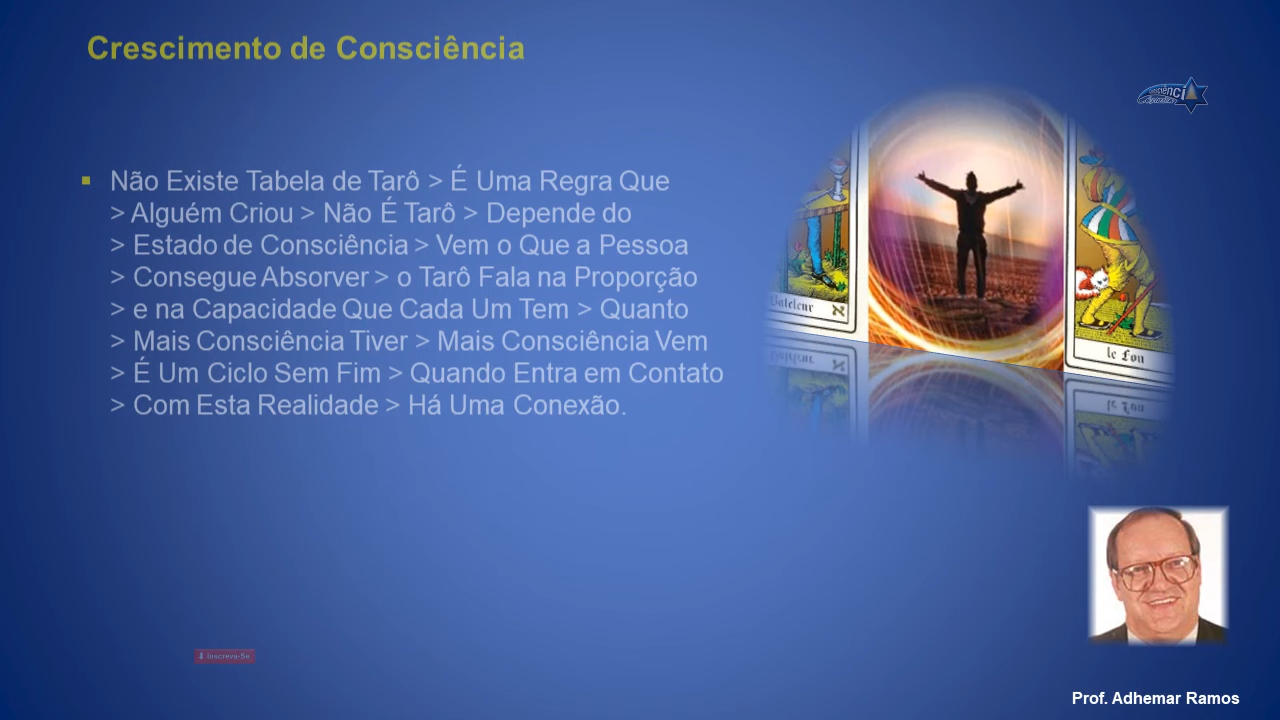 Crescimento de Consciência
Não Existe Tabela de Tarô > É Uma Regra Que
> Alguém Criou > Não É Tarô > Depende do
> Estado de Consciência > Vem o Que a Pessoa
> Consegue Absorver > o Tarô Fala na Proporção
> e na Capacidade Que Cada Um Tem > Quanto
> Mais Consciência Tiver > Mais Consciência Vem
> É Um Ciclo Sem Fim > Quando Entra em Contato
> Com Esta Realidade > Há Uma Conexão.
le Fou
Inscreva-Se
Prof. Adhemar Ramos